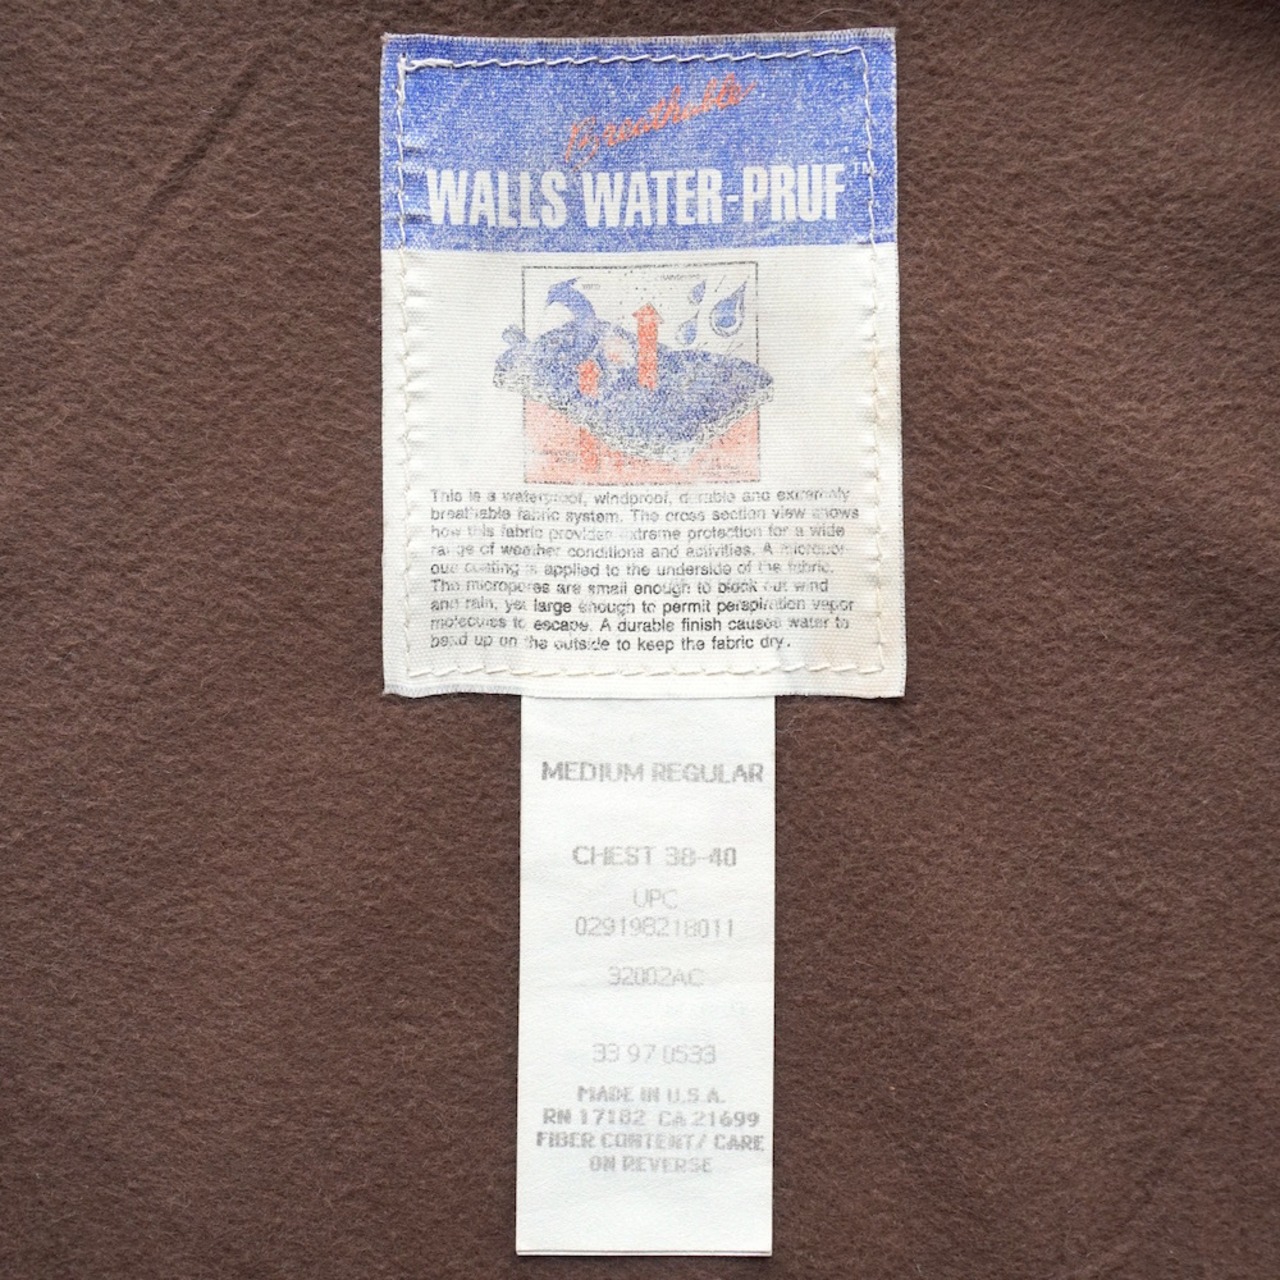 Breathable
WALLS WATER-PRUF™
This is a waterproof, windproof, durable and extremely
breathable fabric system. The cross section view shows
how this fabric provides extreme protection for a wide
range of weather conditions and activities. A micropor
ous coating is applied to the underside of the fabric.
The micropores are small enough to block out wind
and rain, yet large enough to permit perspiration vapor
molecules to escape. A durable finish causes water to
bead up on the outside to keep the fabric dry.
MEDIUM REGULAR
CHEST 38-40
UPC
029198218011
32002AC
33 97 0533
MADE IN U.S.A.
RN 17182 CA 21699
FIBER CONTENT/ CARE
ON REVERSE